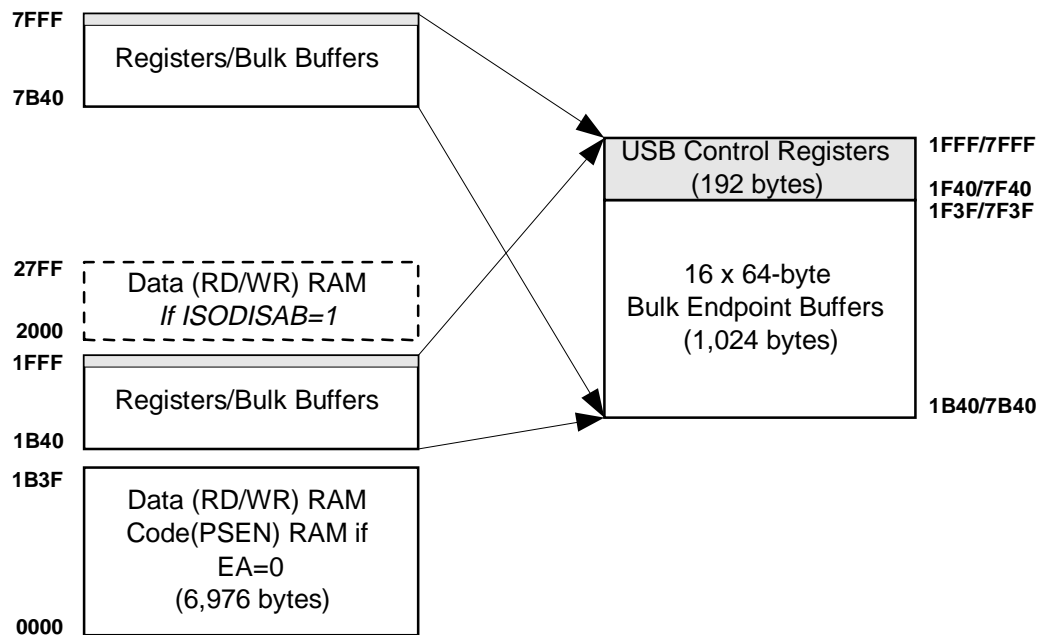 7FFF
Registers/Bulk Buffers
7B40
27FF
Data (RD/WR) RAM
If ISODISAB=1
2000
1FFF
Registers/Bulk Buffers
1B40
1B3F
Data (RD/WR) RAM
Code(PSEN) RAM if
EA=0
(6,976 bytes)
0000
USB Control Registers
(192 bytes)
1FFF/7FFF
1F40/7F40
1F3F/7F3F
16 x 64-byte
Bulk Endpoint Buffers
(1,024 bytes)
1B40/7B40